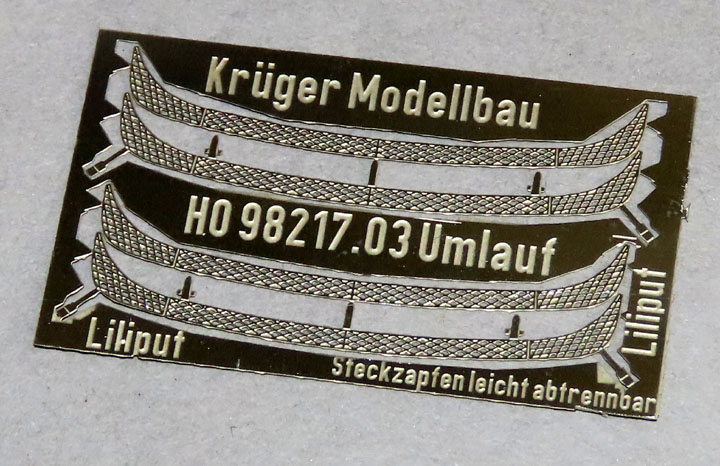 Krüger Modellbau
H0 98217.03 Umlauf
Liliput
Liliput
Steckzapfen leicht abtrennbar